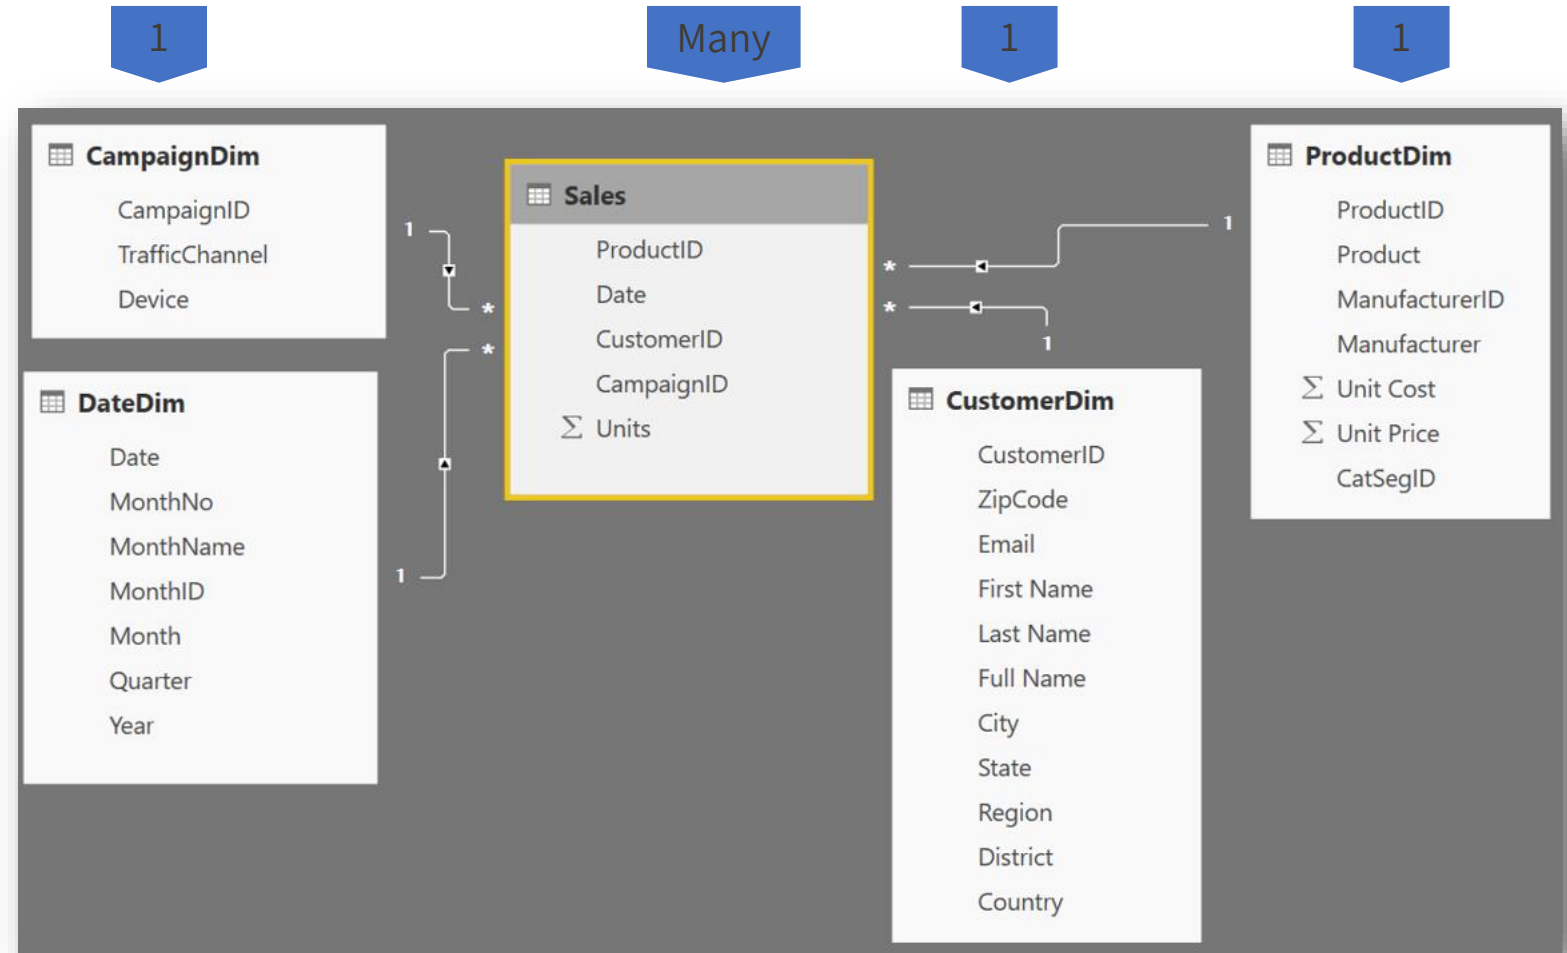 1
Many
1
1
CampaignDim
CampaignID
TrafficChannel
Device
1
*
DateDim
Date
MonthNo
MonthName
MonthID
Month
Quarter
Year
1
*
Sales
ProductID
Date
CustomerID
CampaignID
Σ Units
*
1
*
1
CustomerDim
CustomerID
ZipCode
Email
First Name
Last Name
Full Name
City
State
Region
District
Country
ProductDim
ProductID
Product
ManufacturerID
Manufacturer
Σ Unit Cost
Σ Unit Price
CatSegID